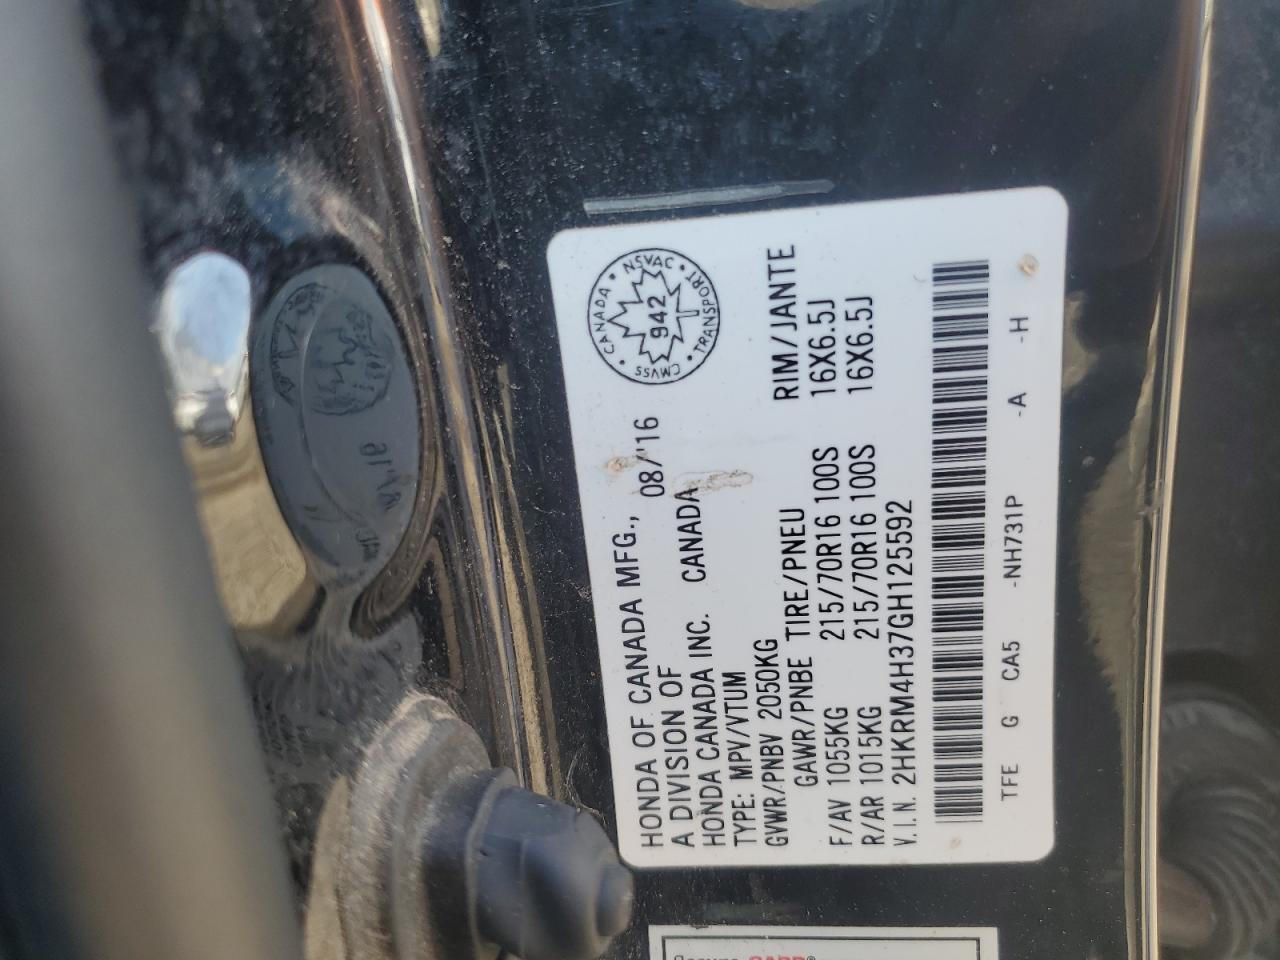 HONDA OF CANADA MFG., 08/'16
A DIVISION OF
HONDA CANADA INC. CANADA
TYPE: MPV/VTUM
GVWR/PNBV 2050KG
GAWR/PNBE TIRE/PNEU RIM/JANTE
F/AV 1055KG 215/70R16 100S 16X6.5J
R/AR 1015KG 215/70R16 100S 16X6.5J
V.I.N. 2HKRM4H37GH125592
TFE G CA5 -NH731P -A -H
CANADA • NSVAC • TRANSPORT • CMVSS •
942